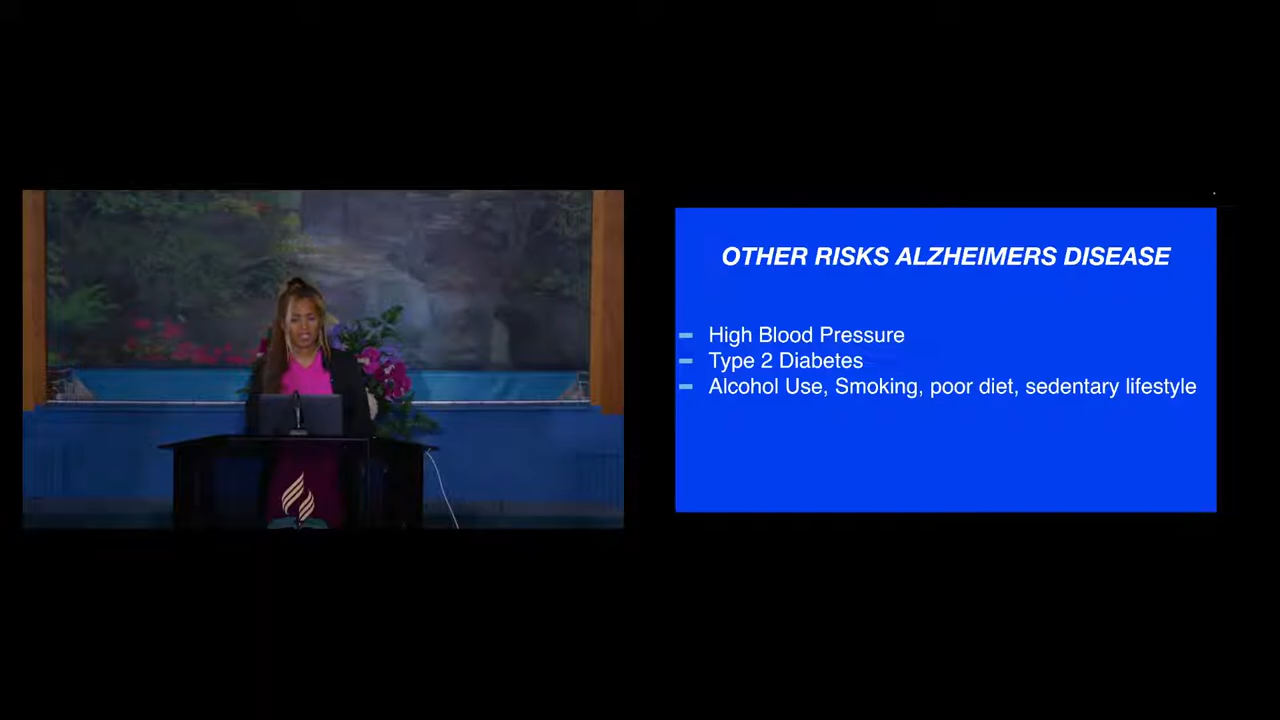 OTHER RISKS ALZHEIMERS DISEASE
High Blood Pressure
Type 2 Diabetes
Alcohol Use, Smoking, poor diet, sedentary lifestyle